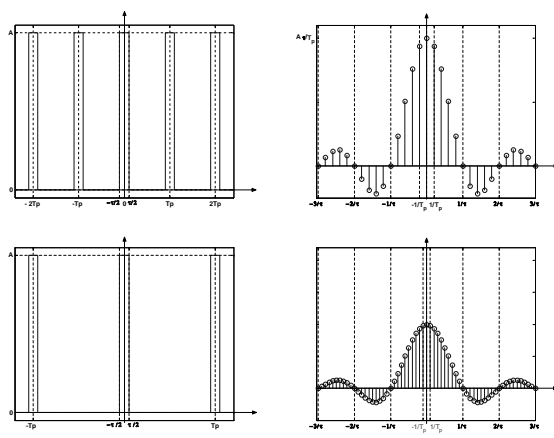 A
0
- 2Tp -Tp -τ/2 0 τ/2 Tp 2Tp
A τ/Tp
-3/τ -2/τ -1/τ -1/Tp 1/Tp 1/τ 2/τ 3/τ
A
0
-Tp -τ/2 τ/2 Tp
-3/τ -2/τ -1/τ -1/Tp 1/Tp 1/τ 2/τ 3/τ